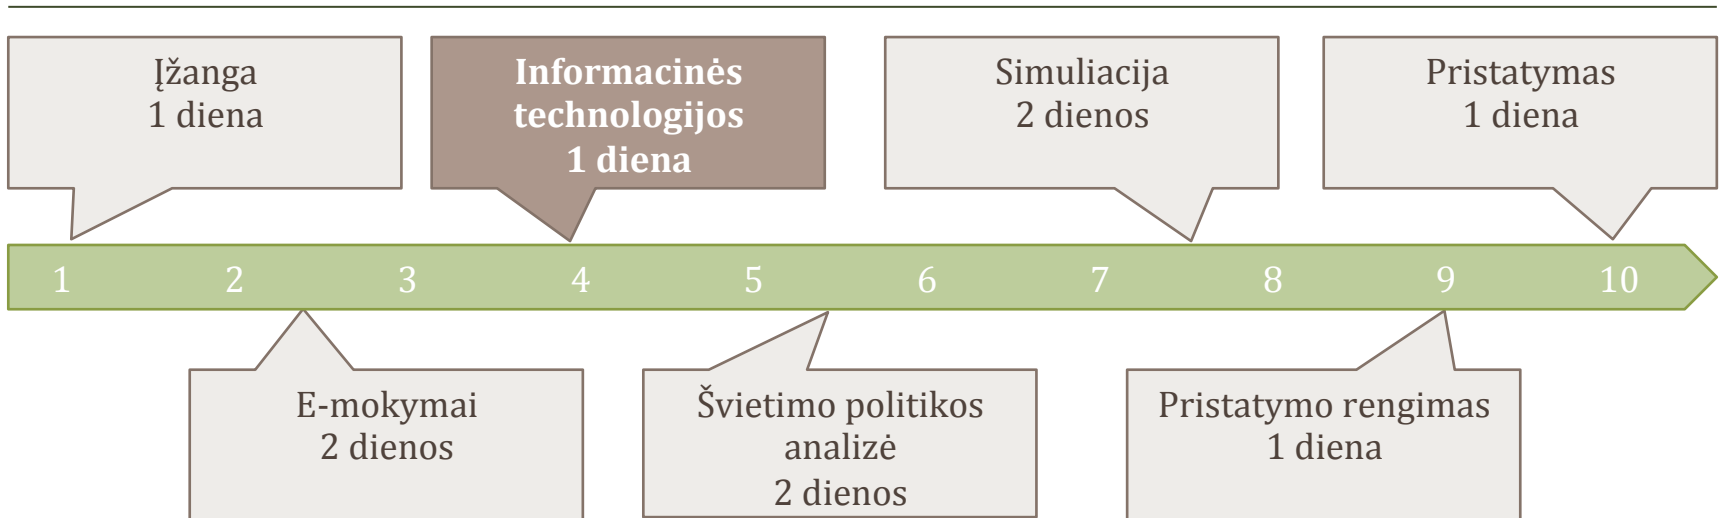 Įžanga
1 diena
Informacinės
technologijos
1 diena
Simuliacija
2 dienos
Pristatymas
1 diena
1 2 3 4 5 6 7 8 9 10
E-mokymai
2 dienos
Švietimo politikos
analizė
2 dienos
Pristatymo rengimas
1 diena